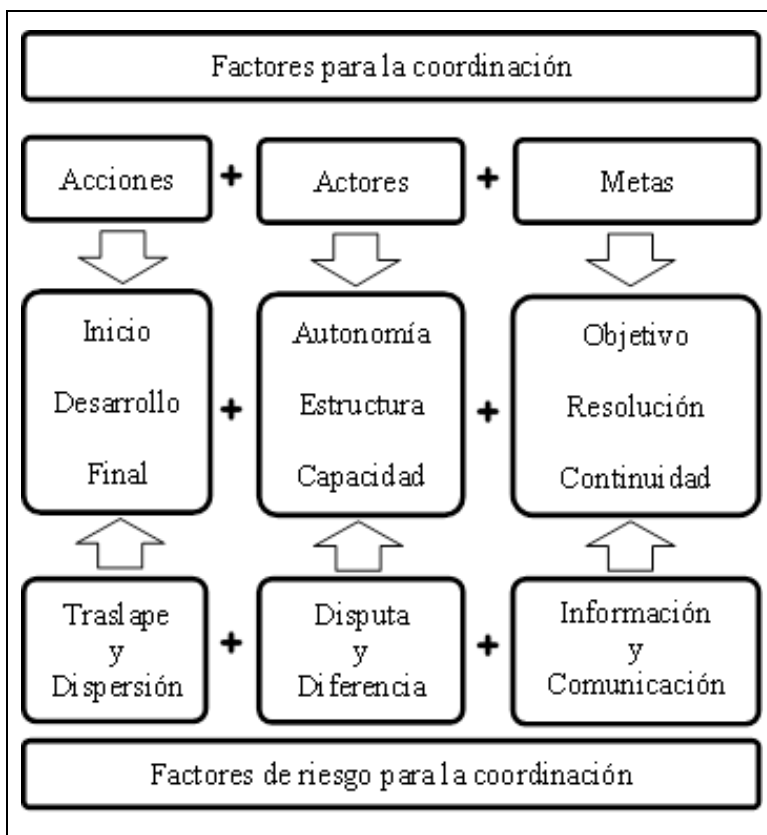 Factores para la coordinación
Acciones + Actores + Metas
Inicio
Desarrollo
Final
+
Autonomía
Estructura
Capacidad
+
Objetivo
Resolución
Continuidad
Traslape
y
Dispersión
+
Disputa
y
Diferencia
+
Información
y
Comunicación
Factores de riesgo para la coordinación